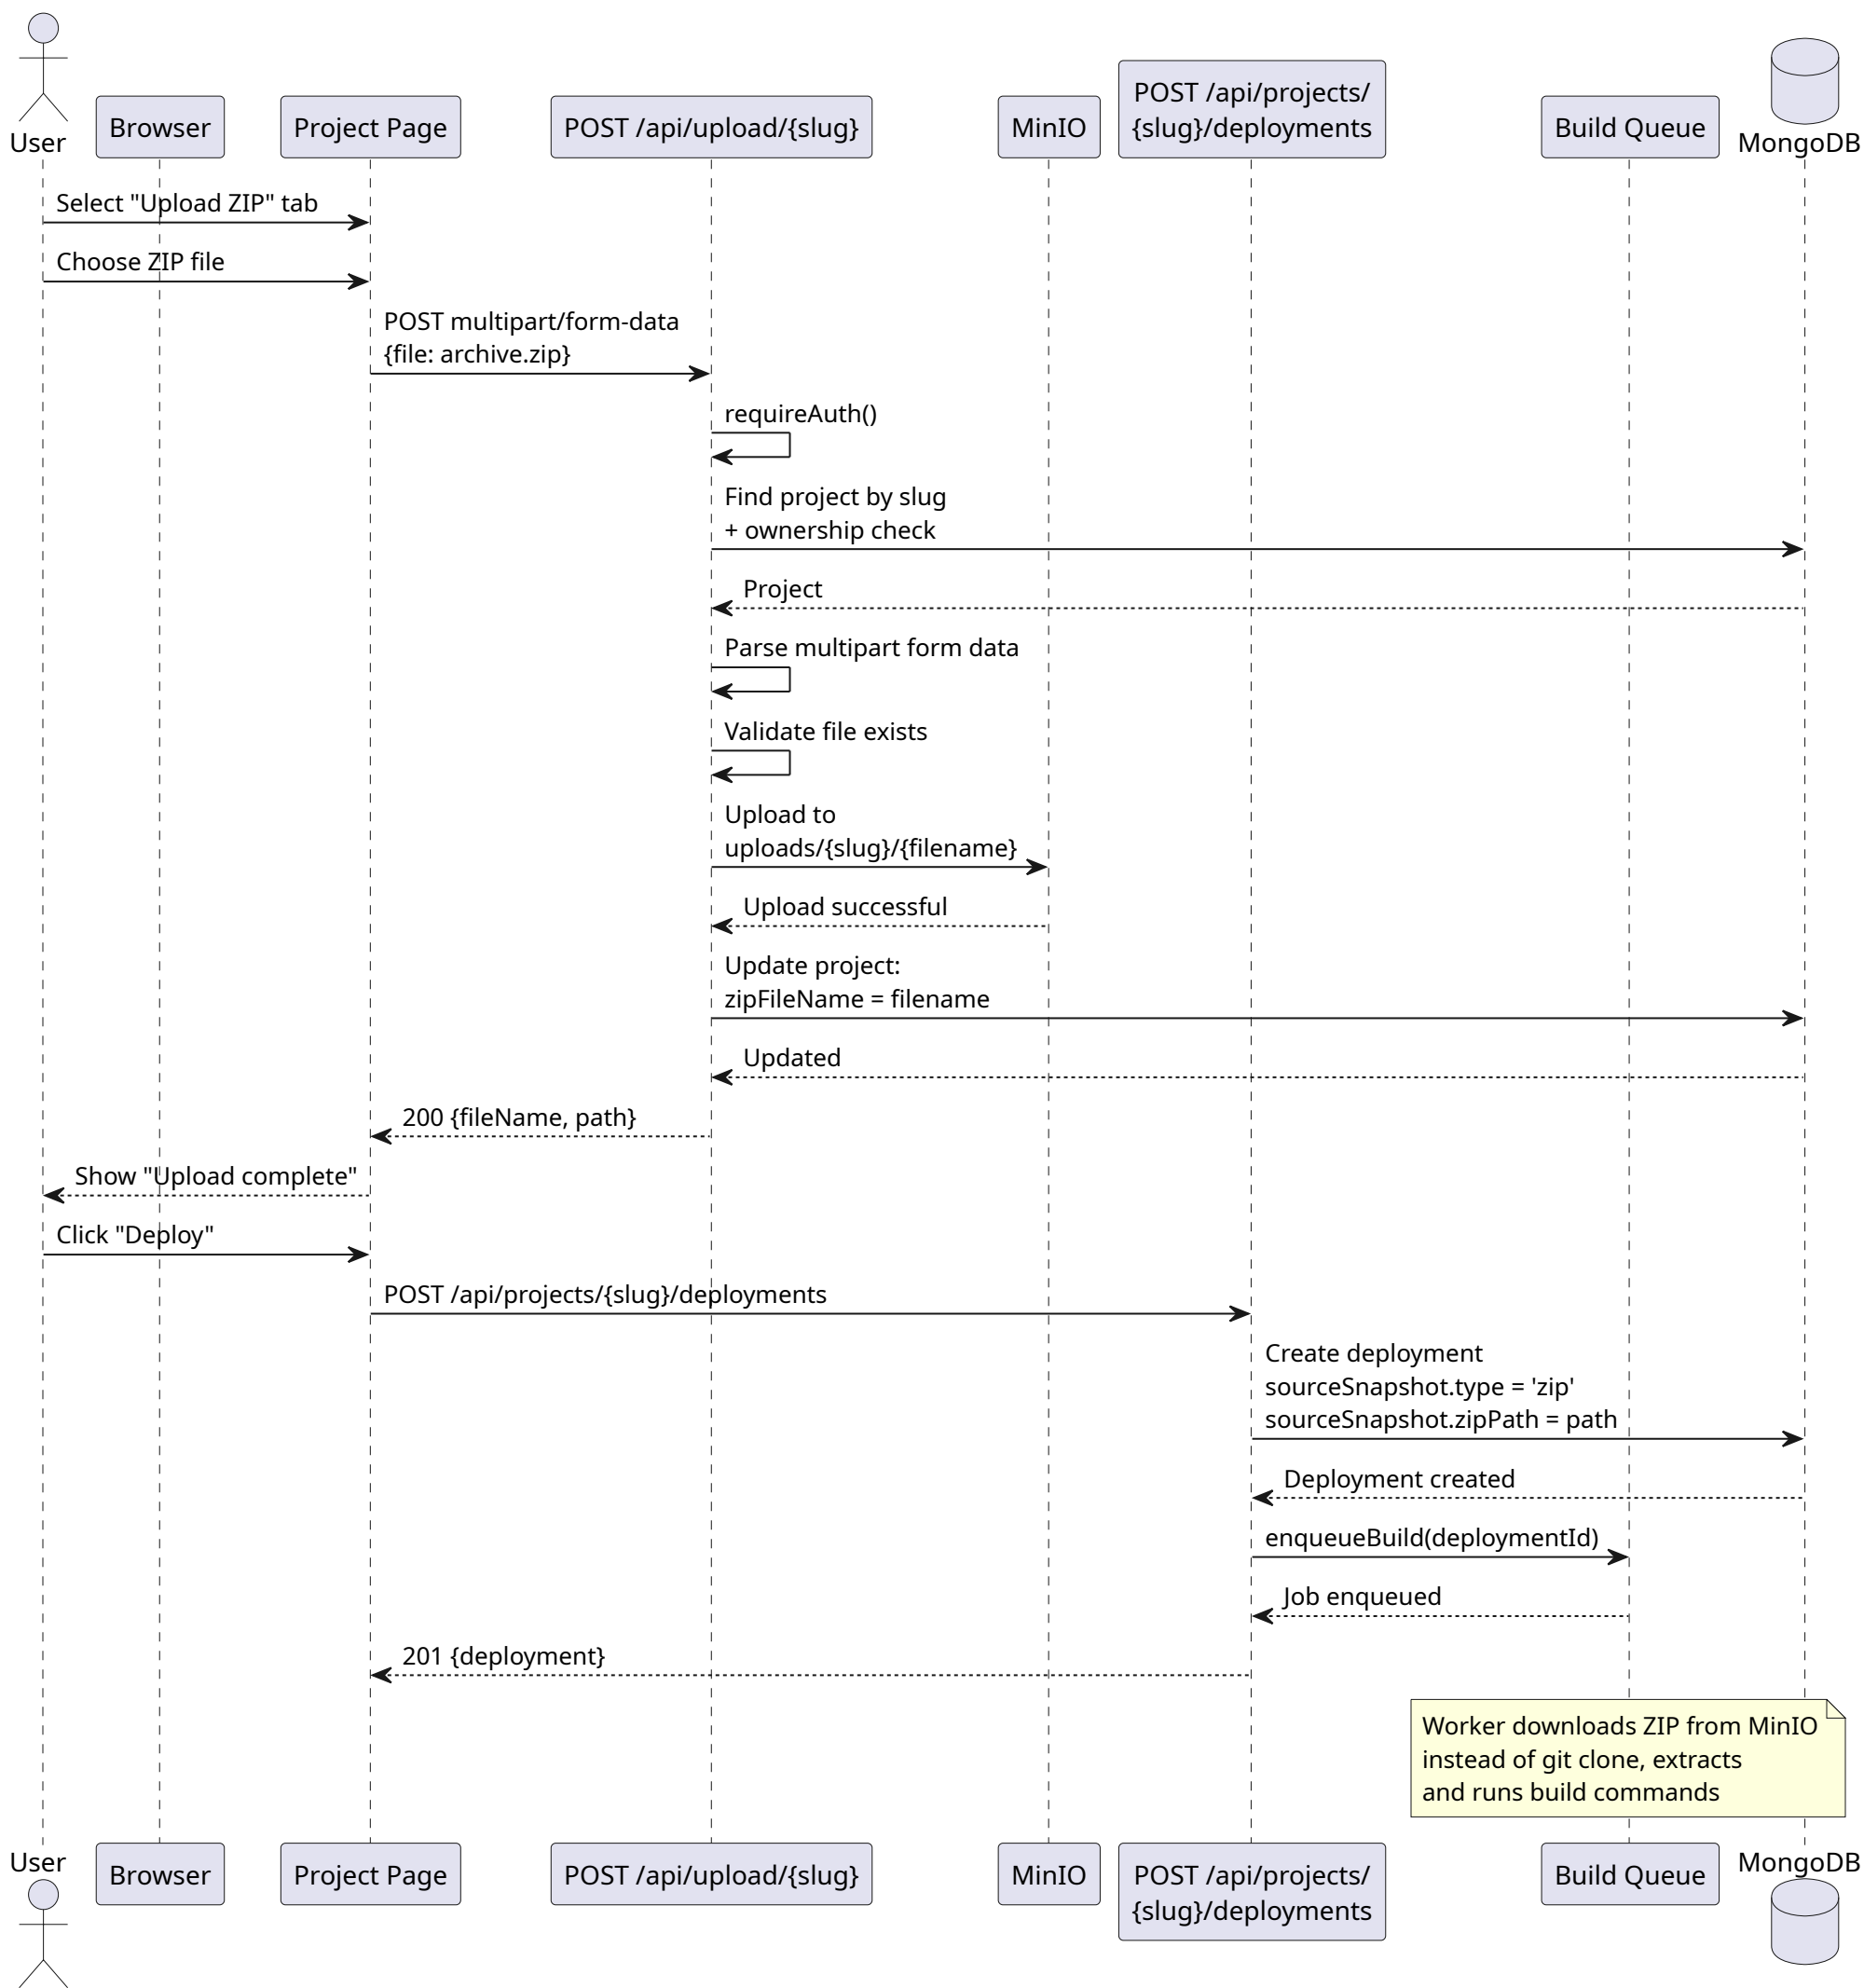 User
Browser
Project Page
POST /api/upload/{slug}
MinIO
POST /api/projects/
{slug}/deployments
Build Queue
MongoDB
Select "Upload ZIP" tab
Choose ZIP file
POST multipart/form-data
{file: archive.zip}
requireAuth()
Find project by slug
+ ownership check
Project
Parse multipart form data
Validate file exists
Upload to
uploads/{slug}/{filename}
Upload successful
Update project:
zipFileName = filename
Updated
200 {fileName, path}
Show "Upload complete"
Click "Deploy"
POST /api/projects/{slug}/deployments
Create deployment
sourceSnapshot.type = 'zip'
sourceSnapshot.zipPath = path
Deployment created
enqueueBuild(deploymentId)
Job enqueued
201 {deployment}
Worker downloads ZIP from MinIO
instead of git clone, extracts
and runs build commands
User
Browser
Project Page
POST /api/upload/{slug}
MinIO
POST /api/projects/
{slug}/deployments
Build Queue
MongoDB